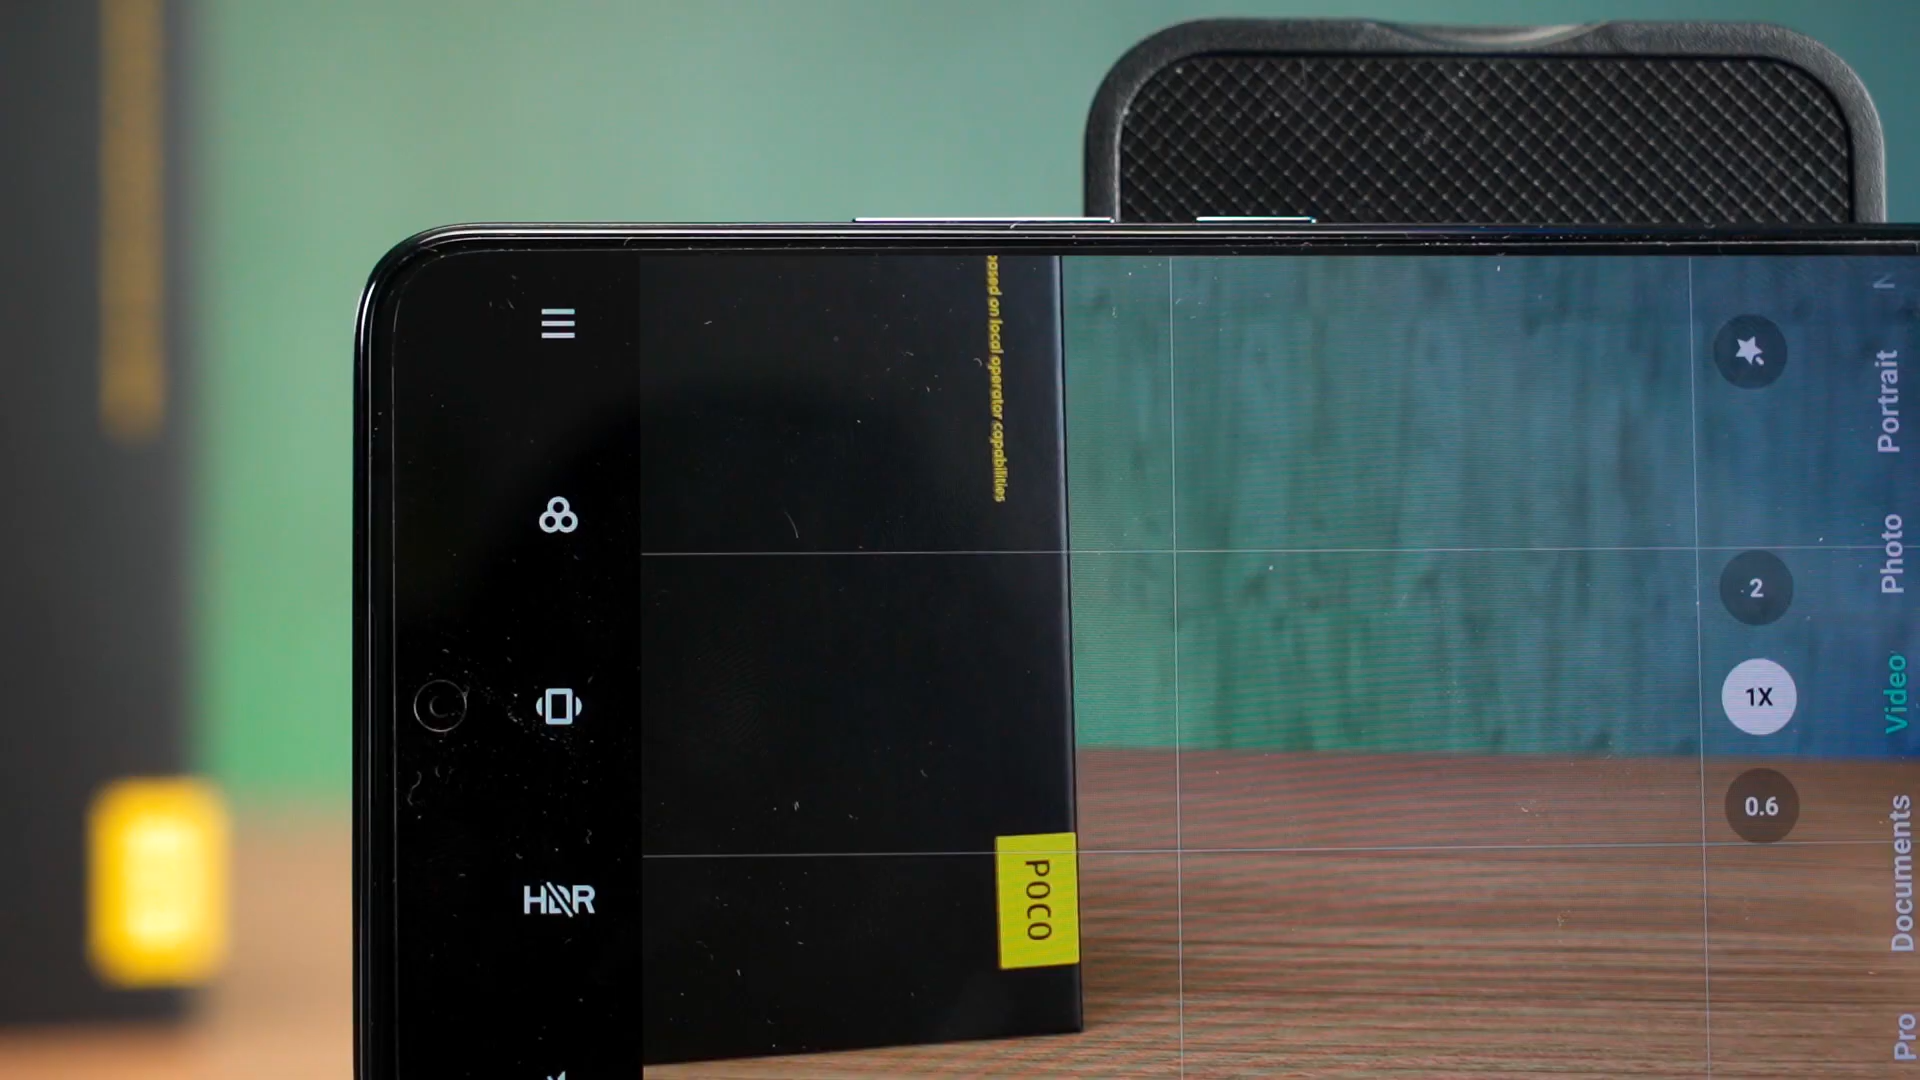 based on local operator capabilities
POCO
HDR
2
1X
0.6
N
Portrait
Photo
Video
Documents
Pro